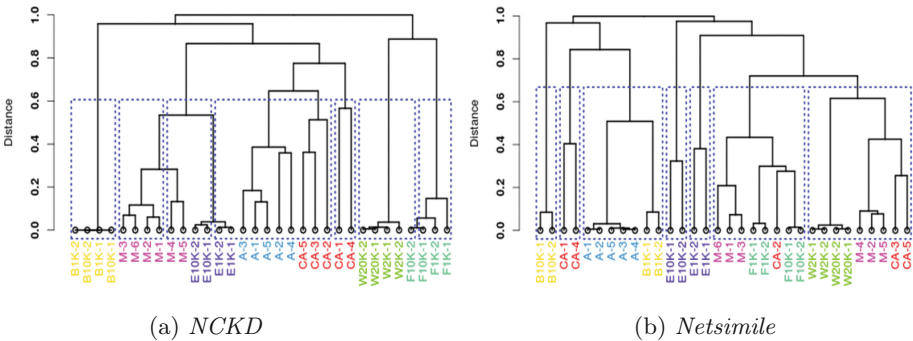 Distance
1.0
0.8
0.6
0.4
0.2
0.0
B1K-2
B10K-2
B1K-1
B10K-1
M-3
M-6
M-2
M-1
M-4
M-5
E10K-2
E10K-1
E1K-2
E1K-1
A-3
A-1
A-5
A-2
A-4
CA-5
CA-3
CA-2
CA-1
CA-4
W20K-2
W20K-1
W2K-1
W2K-2
F10K-2
F10K-1
F1K-2
F1K-1
(a) NCKD
Distance
1.0
0.8
0.6
0.4
0.2
0.0
B10K-1
B10K-2
CA-1
CA-4
A-1
A-2
A-5
A-3
A-4
B1K-1
B1K-2
E10K-1
E10K-2
E1K-2
E1K-1
M-6
M-1
M-3
F1K-1
F1K-2
CA-2
F10K-1
F10K-2
W2K-1
W2K-2
W20K-2
W20K-1
M-4
M-2
M-5
CA-3
CA-5
(b) Netsimile